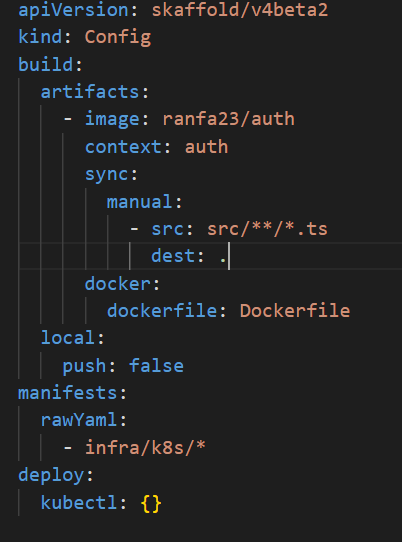 apiVersion: skaffold/v4beta2
kind: Config
build:
  artifacts:
    - image: ranfa23/auth
      context: auth
      sync:
        manual:
          - src: src/**/*.ts
            dest: .
      docker:
        dockerfile: Dockerfile
  local:
    push: false
manifests:
  rawYaml:
    - infra/k8s/*
deploy:
  kubectl: {}